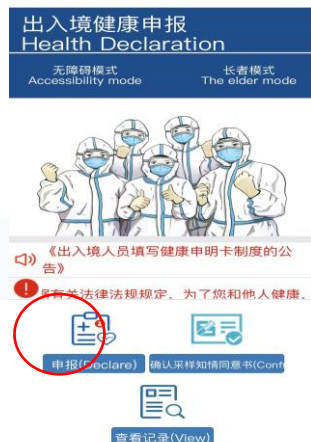 出入境健康申报
Health Declaration
无障碍模式
Accessibility mode
长者模式
The elder mode
《出入境人员填写健康申明卡制度的公
告》
有关法律法规规定，为了您和他人健康，
申报(Declare)
确认采样知情同意书(Conf
查看记录(View)